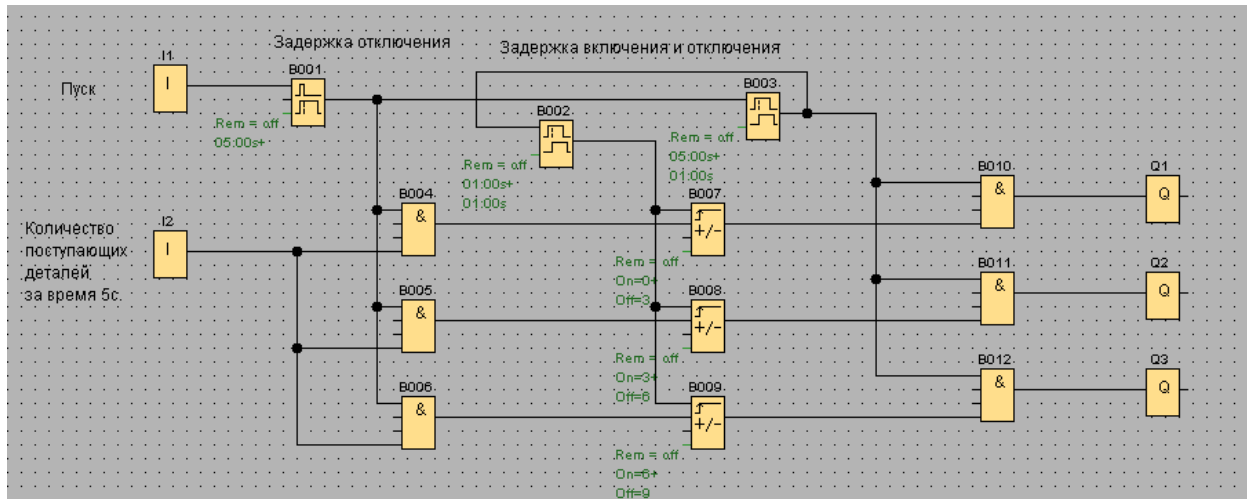 Задержка отключения
Задержка включения и отключения
I1
I
Пуск
B001
Rem = off
05:00s+
B002
Rem = off
01:00s+
01:00s
B003
Rem = off
05:00s+
01:00s
Количество
поступающих
деталей
за время 5с.
I2
I
B004
&
B005
&
B006
&
B007
+/-
Rem = off
On=0+
Off=3
B008
+/-
Rem = off
On=3+
Off=6
B009
+/-
Rem = off
On=6+
Off=9
B010
&
B011
&
B012
&
Q1
Q
Q2
Q
Q3
Q